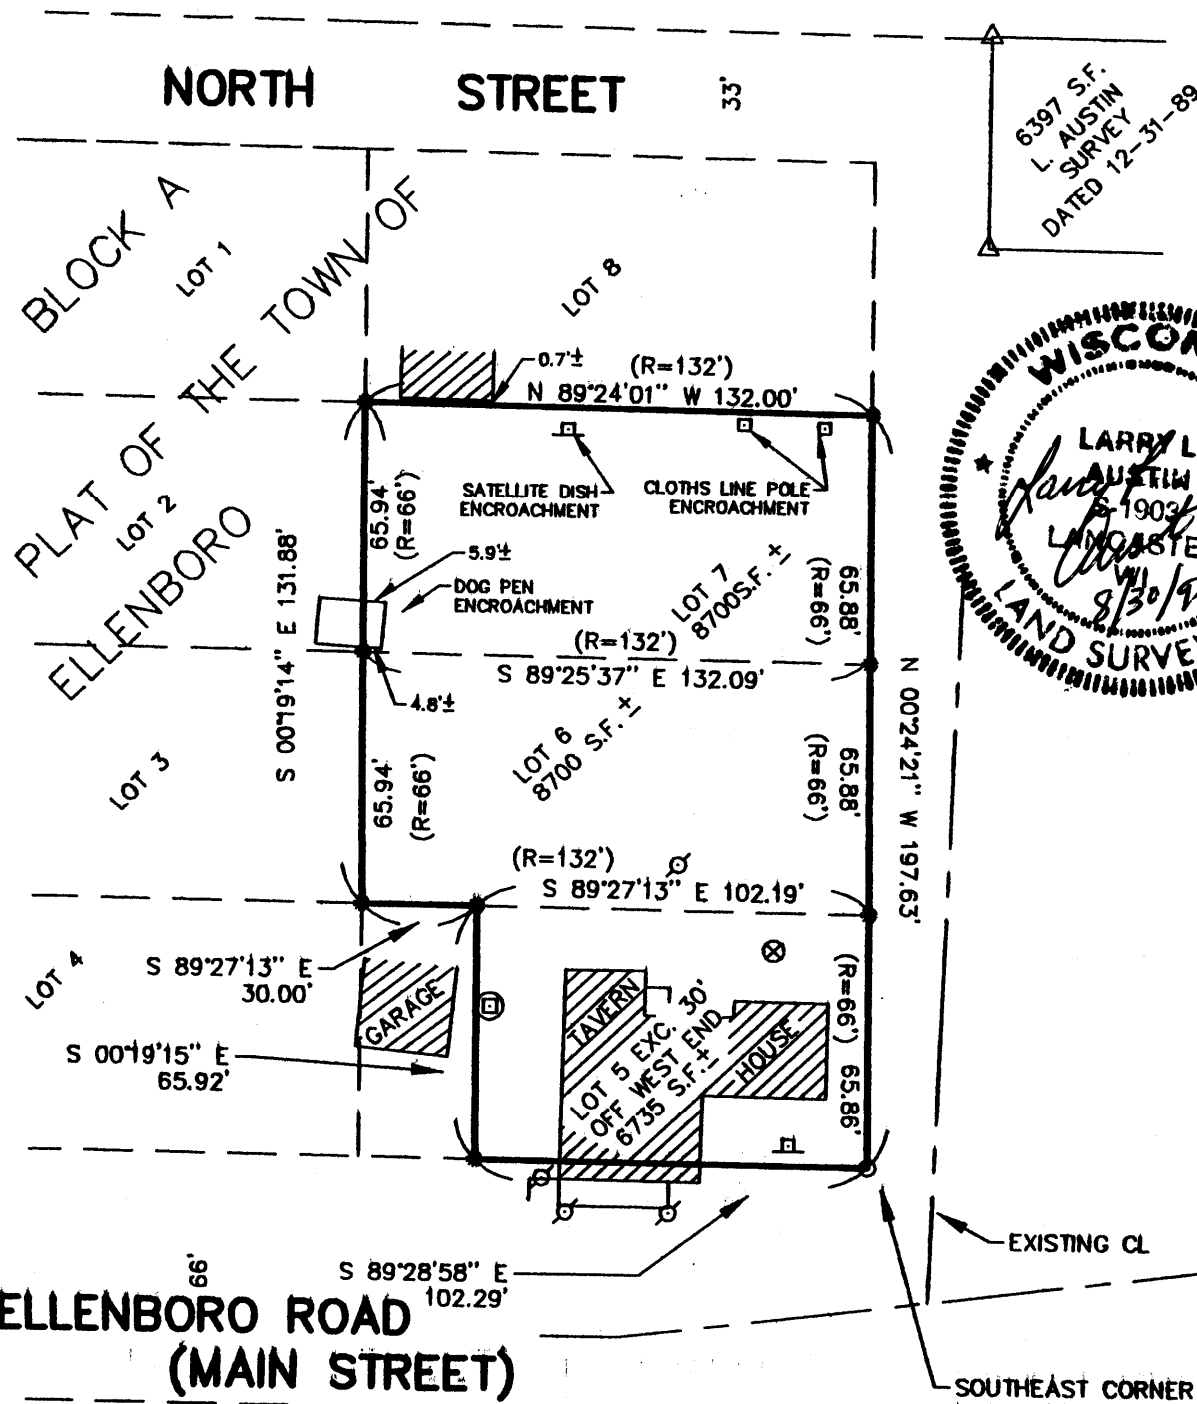 NORTH STREET
33'
6397 S.F.
L. AUSTIN
SURVEY
DATED 12-31-89
BLOCK A
LOT 1
PLAT OF THE TOWN OF
ELLENBORO
LOT 8
0.7'±
(R=132')
N 89°24'01" W 132.00'
WISCON
LARRY L
AUSTIN
S-1903
LANCASTE
LAND SURVEY
8/30/9
SATELLITE DISH
ENCROACHMENT
CLOTHS LINE POLE
ENCROACHMENT
65.94'
(R=66')
LOT 2
5.9'±
DOG PEN
ENCROACHMENT
LOT 7
8700S.F. ±
65.88'
(R=66')
S 00°19'14" E 131.88'
(R=132')
S 89°25'37" E 132.09'
4.8'±
N 00°24'21" W 197.63'
LOT 3
65.94'
(R=66')
LOT 6
8700 S.F. ±
65.88'
(R=66')
(R=132')
S 89°27'13" E 102.19'
LOT 4
S 89°27'13" E
30.00'
GARAGE
TAVERN
LOT 5 EXC. 30'
OFF WEST END
6735 S.F.±
HOUSE
(R=66') 65.86'
S 00°19'15" E
65.92'
EXISTING CL
S 89°28'58" E
102.29'
66'
ELLENBORO ROAD
(MAIN STREET)
SOUTHEAST CORNER